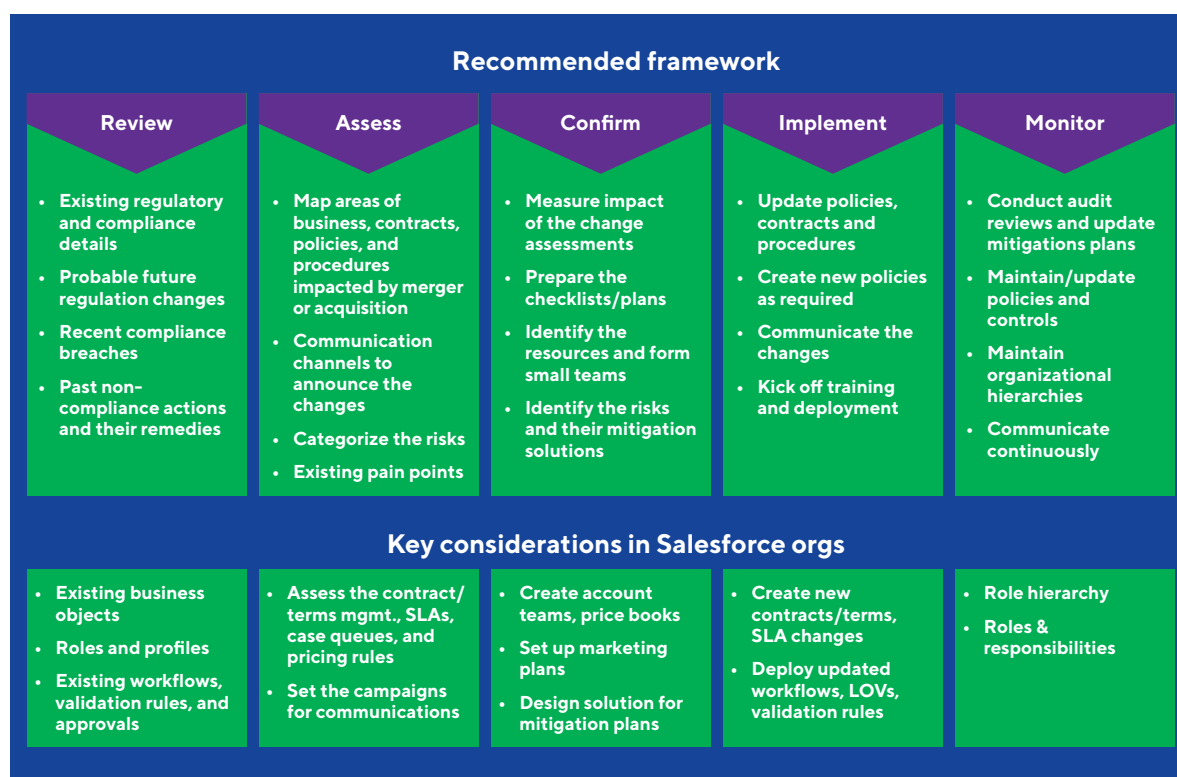 Recommended framework
Review
• Existing regulatory
and compliance
details
• Probable future
regulation changes
• Recent compliance
breaches
• Past non-
compliance actions
and their remedies
Assess
• Map areas of
business, contracts,
policies, and
procedures
impacted by merger
or acquisition
• Communication
channels to
announce the
changes
• Categorize the risks
• Existing pain points
Confirm
• Measure impact
of the change
assessments
• Prepare the
checklists/plans
• Identify the
resources and form
small teams
• Identify the risks
and their mitigation
solutions
Implement
• Update policies,
contracts and
procedures
• Create new policies
as required
• Communicate the
changes
• Kick off training
and deployment
Monitor
• Conduct audit
reviews and update
mitigations plans
• Maintain/update
policies and
controls
• Maintain
organizational
hierarchies
• Communicate
continuously
Key considerations in Salesforce orgs
• Existing business
objects
• Roles and profiles
• Existing workflows,
validation rules, and
approvals
• Assess the contract/
terms mgmt., SLAs,
case queues, and
pricing rules
• Set the campaigns
for communications
• Create account
teams, price books
• Set up marketing
plans
• Design solution for
mitigation plans
• Create new
contracts/terms,
SLA changes
• Deploy updated
workflows, LOVs,
validation rules
• Role hierarchy
• Roles &
responsibilities